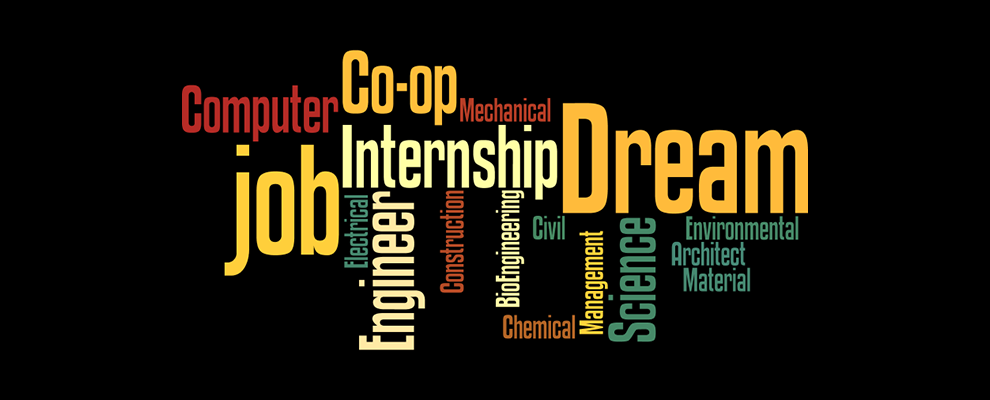 Co-op
Computer
Mechanical
Dream
Internship
job
Electrical
Engineer
Construction
BioEngineering
Civil
Management
Science
Environmental
Architect
Material
Chemical